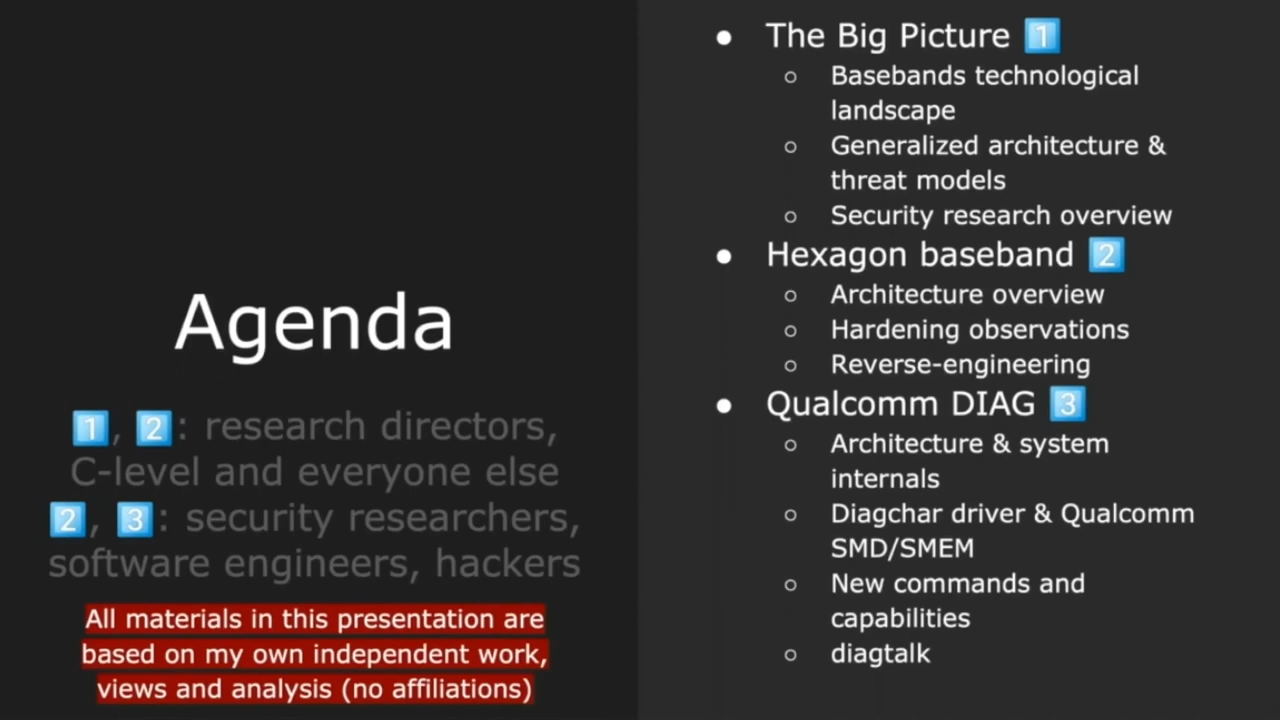 Agenda
1️⃣, 2️⃣: research directors,
C-level and everyone else
2️⃣, 3️⃣: security researchers,
software engineers, hackers
All materials in this presentation are
based on my own independent work,
views and analysis (no affiliations)
● The Big Picture 1️⃣
○ Basebands technological
landscape
○ Generalized architecture &
threat models
○ Security research overview
● Hexagon baseband 2️⃣
○ Architecture overview
○ Hardening observations
○ Reverse-engineering
● Qualcomm DIAG 3️⃣
○ Architecture & system
internals
○ Diagchar driver & Qualcomm
SMD/SMEM
○ New commands and
capabilities
○ diagtalk